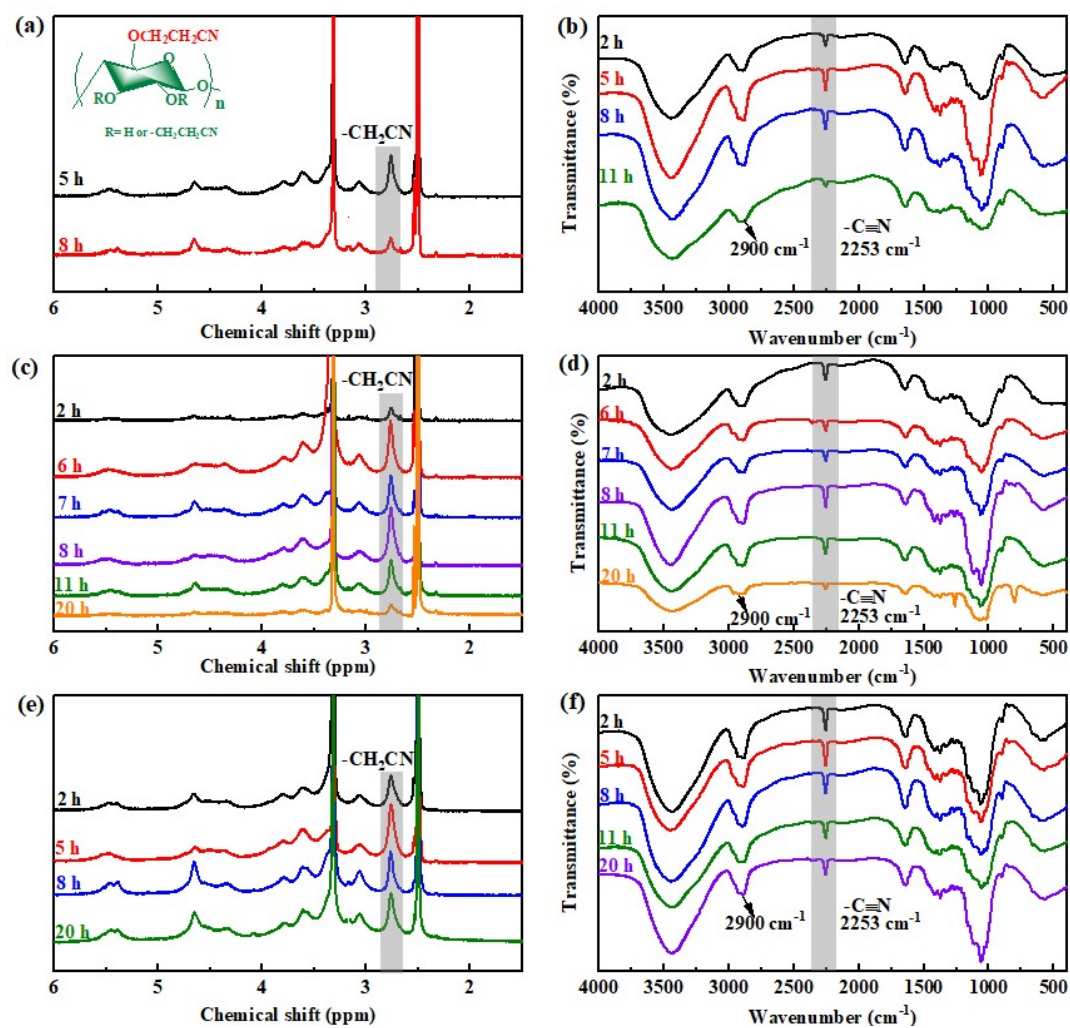 (a)
OCH₂CH₂CN
O
RO
OR
O
n
R= H or -CH₂CH₂CN
-CH₂CN
5 h
8 h
6 5 4 3 2
Chemical shift (ppm)
(b)
Transmittance (%)
2 h
5 h
8 h
11 h
2900 cm⁻¹
-C≡N
2253 cm⁻¹
4000 3500 3000 2500 2000 1500 1000 500
Wavenumber (cm⁻¹)
(c)
-CH₂CN
2 h
6 h
7 h
8 h
11 h
20 h
6 5 4 3 2
Chemical shift (ppm)
(d)
Transmittance (%)
2 h
6 h
7 h
8 h
11 h
20 h
2900 cm⁻¹
-C≡N
2253 cm⁻¹
4000 3500 3000 2500 2000 1500 1000 500
Wavenumber (cm⁻¹)
(e)
-CH₂CN
2 h
5 h
8 h
20 h
6 5 4 3 2
Chemical shift (ppm)
(f)
Transmittance (%)
2 h
5 h
8 h
11 h
20 h
2900 cm⁻¹
-C≡N
2253 cm⁻¹
4000 3500 3000 2500 2000 1500 1000 500
Wavenumber (cm⁻¹)